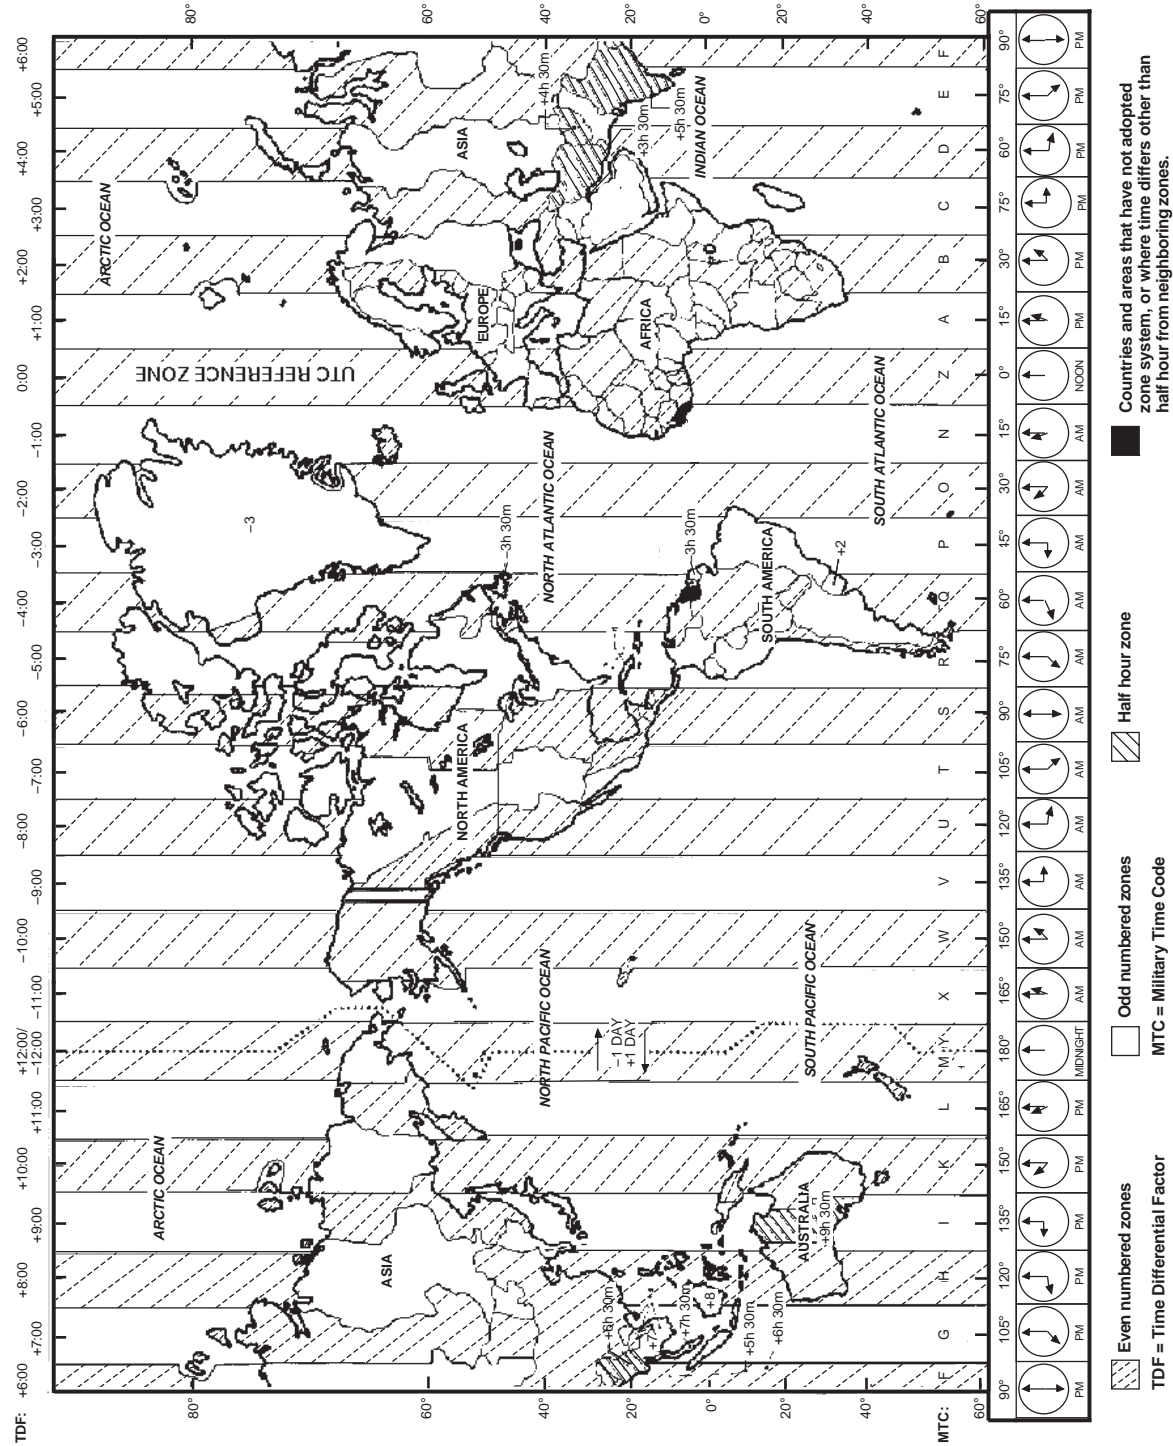 TDF: +6:00 +7:00 +8:00 +9:00 +10:00 +11:00 +12:00/ -12:00 -11:00 -10:00 -9:00 -8:00 -7:00 -6:00 -5:00 -4:00 -3:00 -2:00 -1:00 0:00 +1:00 +2:00 +3:00 +4:00 +5:00 +6:00
ARCTIC OCEAN
ARCTIC OCEAN
80°
80°
UTC REFERENCE ZONE
−3
ASIA
60°
NORTH AMERICA
EUROPE
ASIA
60°
−3h 30m
+4h 30m
40°
NORTH PACIFIC OCEAN
NORTH ATLANTIC OCEAN
40°
+6h 30m
−1 DAY
+1 DAY
AFRICA
+3h 30m
20°
20°
+7
+7h 30m
−3h 30m
+5h 30m
+8
0°
INDIAN OCEAN
0°
+5h 30m
SOUTH AMERICA
+6h 30m
20°
AUSTRALIA
+9h 30m
SOUTH PACIFIC OCEAN
+2
20°
40°
SOUTH ATLANTIC OCEAN
40°
MTC: F G H I K L M Y X W V U T S R Q P O N Z A B C D E F
60°
60°
90° 105° 120° 135° 150° 165° 180° 165° 150° 135° 120° 105° 90° 75° 60° 45° 30° 15° 0° 15° 30° 75° 60° 75° 90°
PM PM PM PM PM PM MIDNIGHT AM AM AM AM AM AM AM AM AM AM AM NOON PM PM PM PM PM PM
Even numbered zones
Odd numbered zones
Half hour zone
Countries and areas that have not adopted
zone system, or where time differs other than
half hour from neighboring zones.
TDF = Time Differential Factor
MTC = Military Time Code